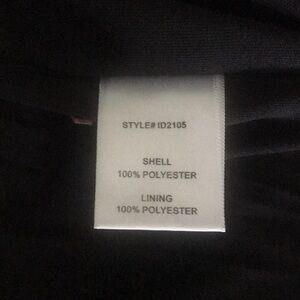 STYLE# ID2105
SHELL
100% POLYESTER
LINING
100% POLYESTER